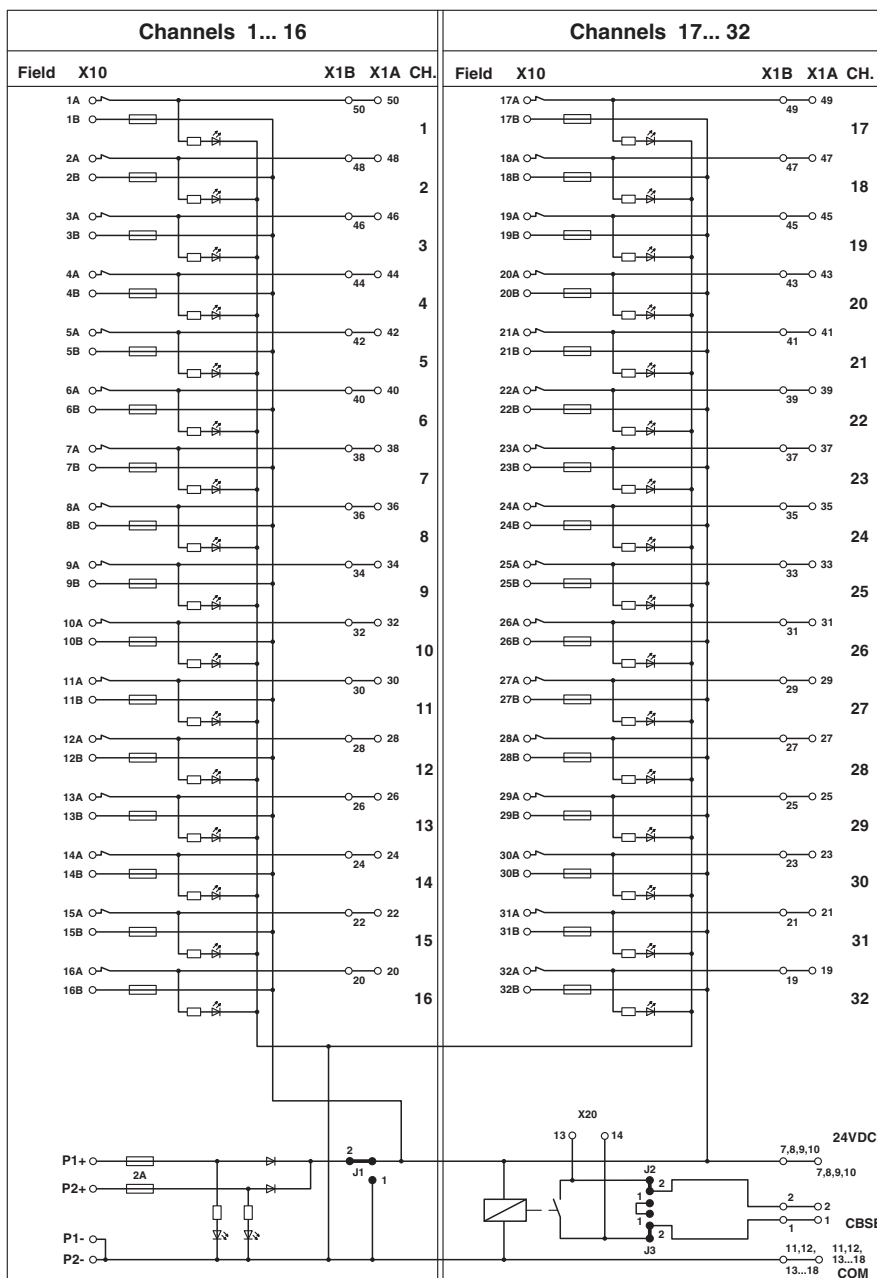 Channels 1... 16 Channels 17... 32
Field X10 X1B X1A CH. Field X10 X1B X1A CH.
1A 50 17A 49
1B 50 17B 49
1 17
2A 48 18A 47
2B 48 18B 47
2 18
3A 46 19A 45
3B 46 19B 45
3 19
4A 44 20A 43
4B 44 20B 43
4 20
5A 42 21A 41
5B 42 21B 41
5 21
6A 40 22A 39
6B 40 22B 39
6 22
7A 38 23A 37
7B 38 23B 37
7 23
8A 36 24A 35
8B 36 24B 35
8 24
9A 34 25A 33
9B 34 25B 33
9 25
10A 32 26A 31
10B 32 26B 31
10 26
11A 30 27A 29
11B 30 27B 29
11 27
12A 28 28A 27
12B 28 28B 27
12 28
13A 26 29A 25
13B 26 29B 25
13 29
14A 24 30A 23
14B 24 30B 23
14 30
15A 22 31A 21
15B 22 31B 21
15 31
16A 20 32A 19
16B 20 32B 19
16 32
X20
13 14 24VDC
P1+ 2 7,8,9,10
2A J1 J2 7,8,9,10
1
P2+ 2
1 2 2
1 1 1 CBSE
P1- 2
P2- J3 11,12, 11,12,
13...18 13...18
COM